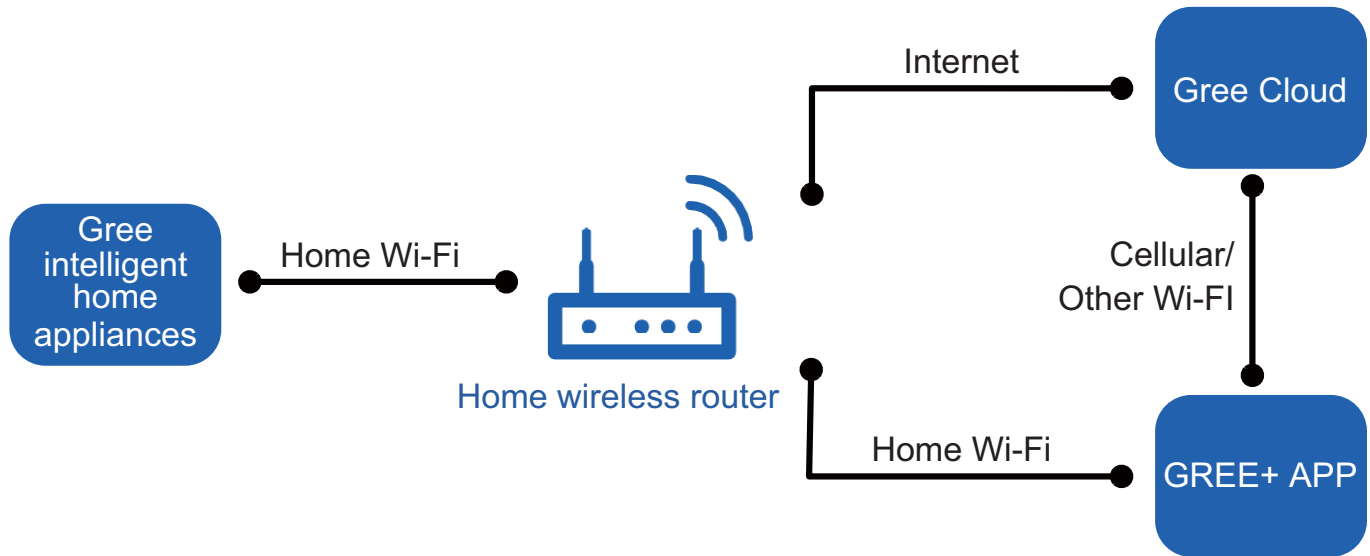 Internet
Gree Cloud
Gree
intelligent
home
appliances
Home Wi-Fi
Cellular/
Other Wi-FI
Home wireless router
Home Wi-Fi
GREE+ APP